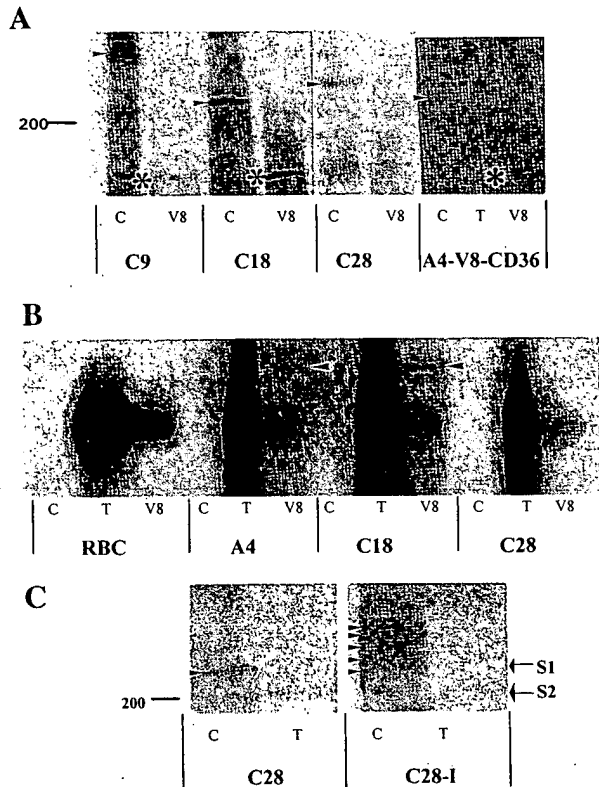 A
200
* * *
C V8 C V8 C V8 C T V8
C9 C18 C28 A4-V8-CD36
B
C T V8 C T V8 C T V8 C T V8
RBC A4 C18 C28
C
S1
200 S2
C T C T
C28 C28-I